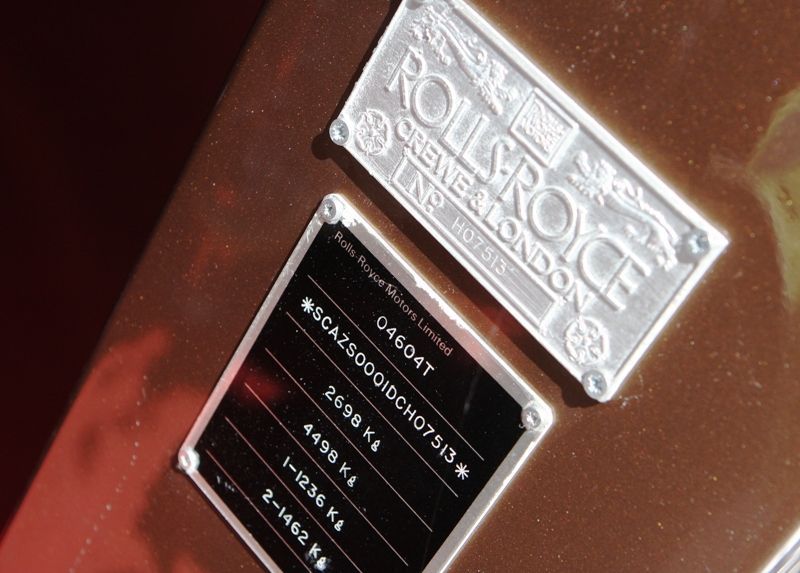 ROLLS-ROYCE
CREWE & LONDON
No. H07513
Rolls-Royce Motors Limited
04604T
*SCAZS0001DCH07513*
2698 Kg
4498 Kg
1-1236 Kg
2-1462 Kg